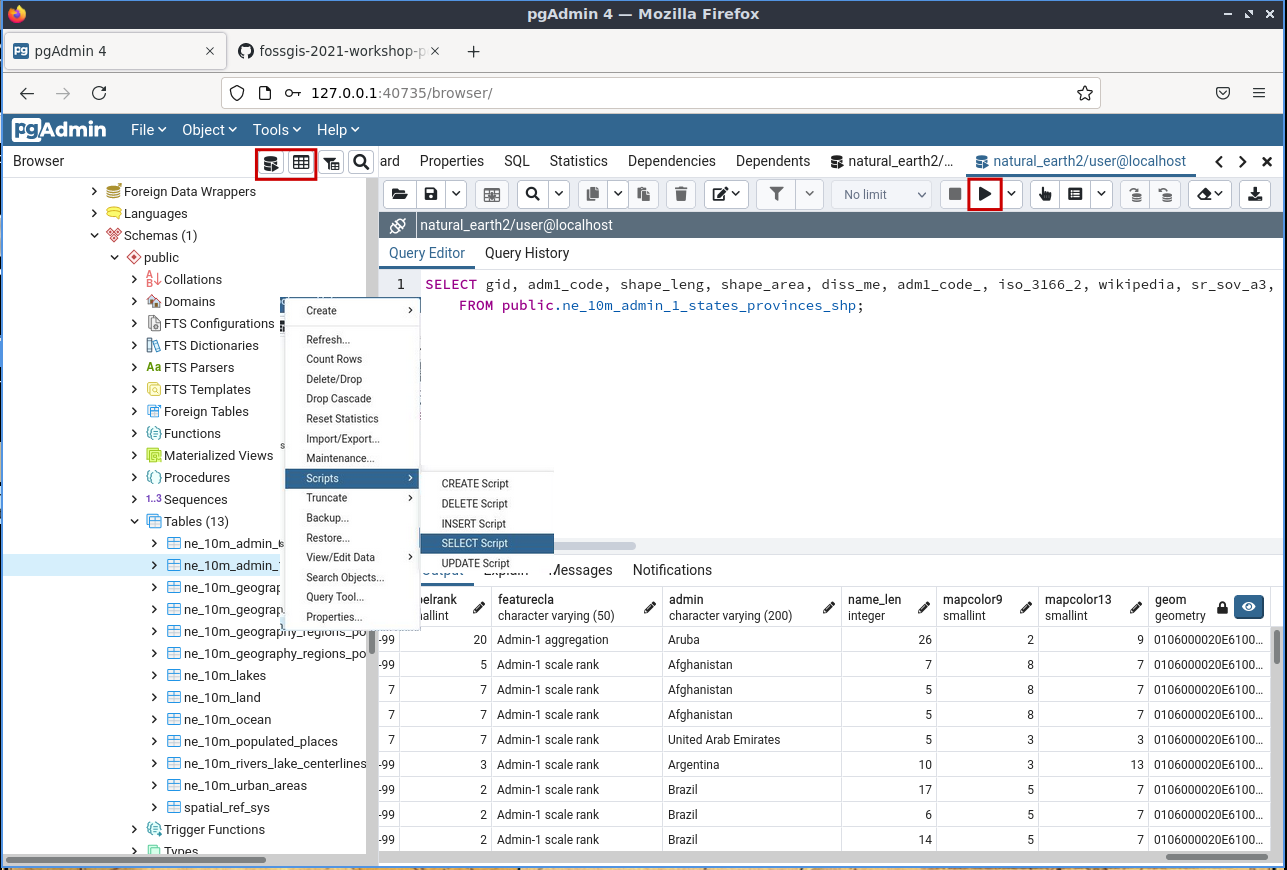 pgAdmin 4 — Mozilla Firefox
pgAdmin 4
fossgis-2021-workshop-p
127.0.0.1:40735/browser/
pgAdmin File Object Tools Help
Browser
ard Properties SQL Statistics Dependencies Dependents natural_earth2/... natural_earth2/user@localhost
No limit
natural_earth2/user@localhost
Query Editor Query History
1 SELECT gid, adm1_code, shape_leng, shape_area, diss_me, adm1_code_, iso_3166_2, wikipedia, sr_sov_a3,
FROM public.ne_10m_admin_1_states_provinces_shp;
Foreign Data Wrappers
Languages
Schemas (1)
public
Collations
Domains
FTS Configurations
FTS Dictionaries
FTS Parsers
FTS Templates
Foreign Tables
Functions
Materialized Views
Procedures
1..3 Sequences
Tables (13)
ne_10m_admin_
ne_10m_admin_
ne_10m_geograp
ne_10m_geograp
ne_10m_geography_regions_po
ne_10m_geography_regions_po
ne_10m_lakes
ne_10m_land
ne_10m_ocean
ne_10m_populated_places
ne_10m_rivers_lake_centerlines
ne_10m_urban_areas
spatial_ref_sys
Trigger Functions
Types
Create
Refresh...
Count Rows
Delete/Drop
Drop Cascade
Reset Statistics
Import/Export...
Maintenance...
Scripts
Truncate
Backup...
Restore...
View/Edit Data
Search Objects...
Query Tool...
Properties...
CREATE Script
DELETE Script
INSERT Script
SELECT Script
UPDATE Script
Output Explain Messages Notifications
elrank featurecla admin name_len mapcolor9 mapcolor13 geom
allint character varying (50) character varying (200) integer smallint smallint geometry
-99 20 Admin-1 aggregation Aruba 26 2 9 0106000020E6100...
-99 5 Admin-1 scale rank Afghanistan 7 8 7 0106000020E6100...
7 7 Admin-1 scale rank Afghanistan 5 8 7 0106000020E6100...
7 7 Admin-1 scale rank Afghanistan 5 8 7 0106000020E6100...
7 7 Admin-1 scale rank United Arab Emirates 5 3 3 0106000020E6100...
-99 3 Admin-1 scale rank Argentina 10 3 13 0106000020E6100...
-99 2 Admin-1 scale rank Brazil 17 5 7 0106000020E6100...
-99 2 Admin-1 scale rank Brazil 6 5 7 0106000020E6100...
-99 2 Admin-1 scale rank Brazil 14 5 7 0106000020E6100...